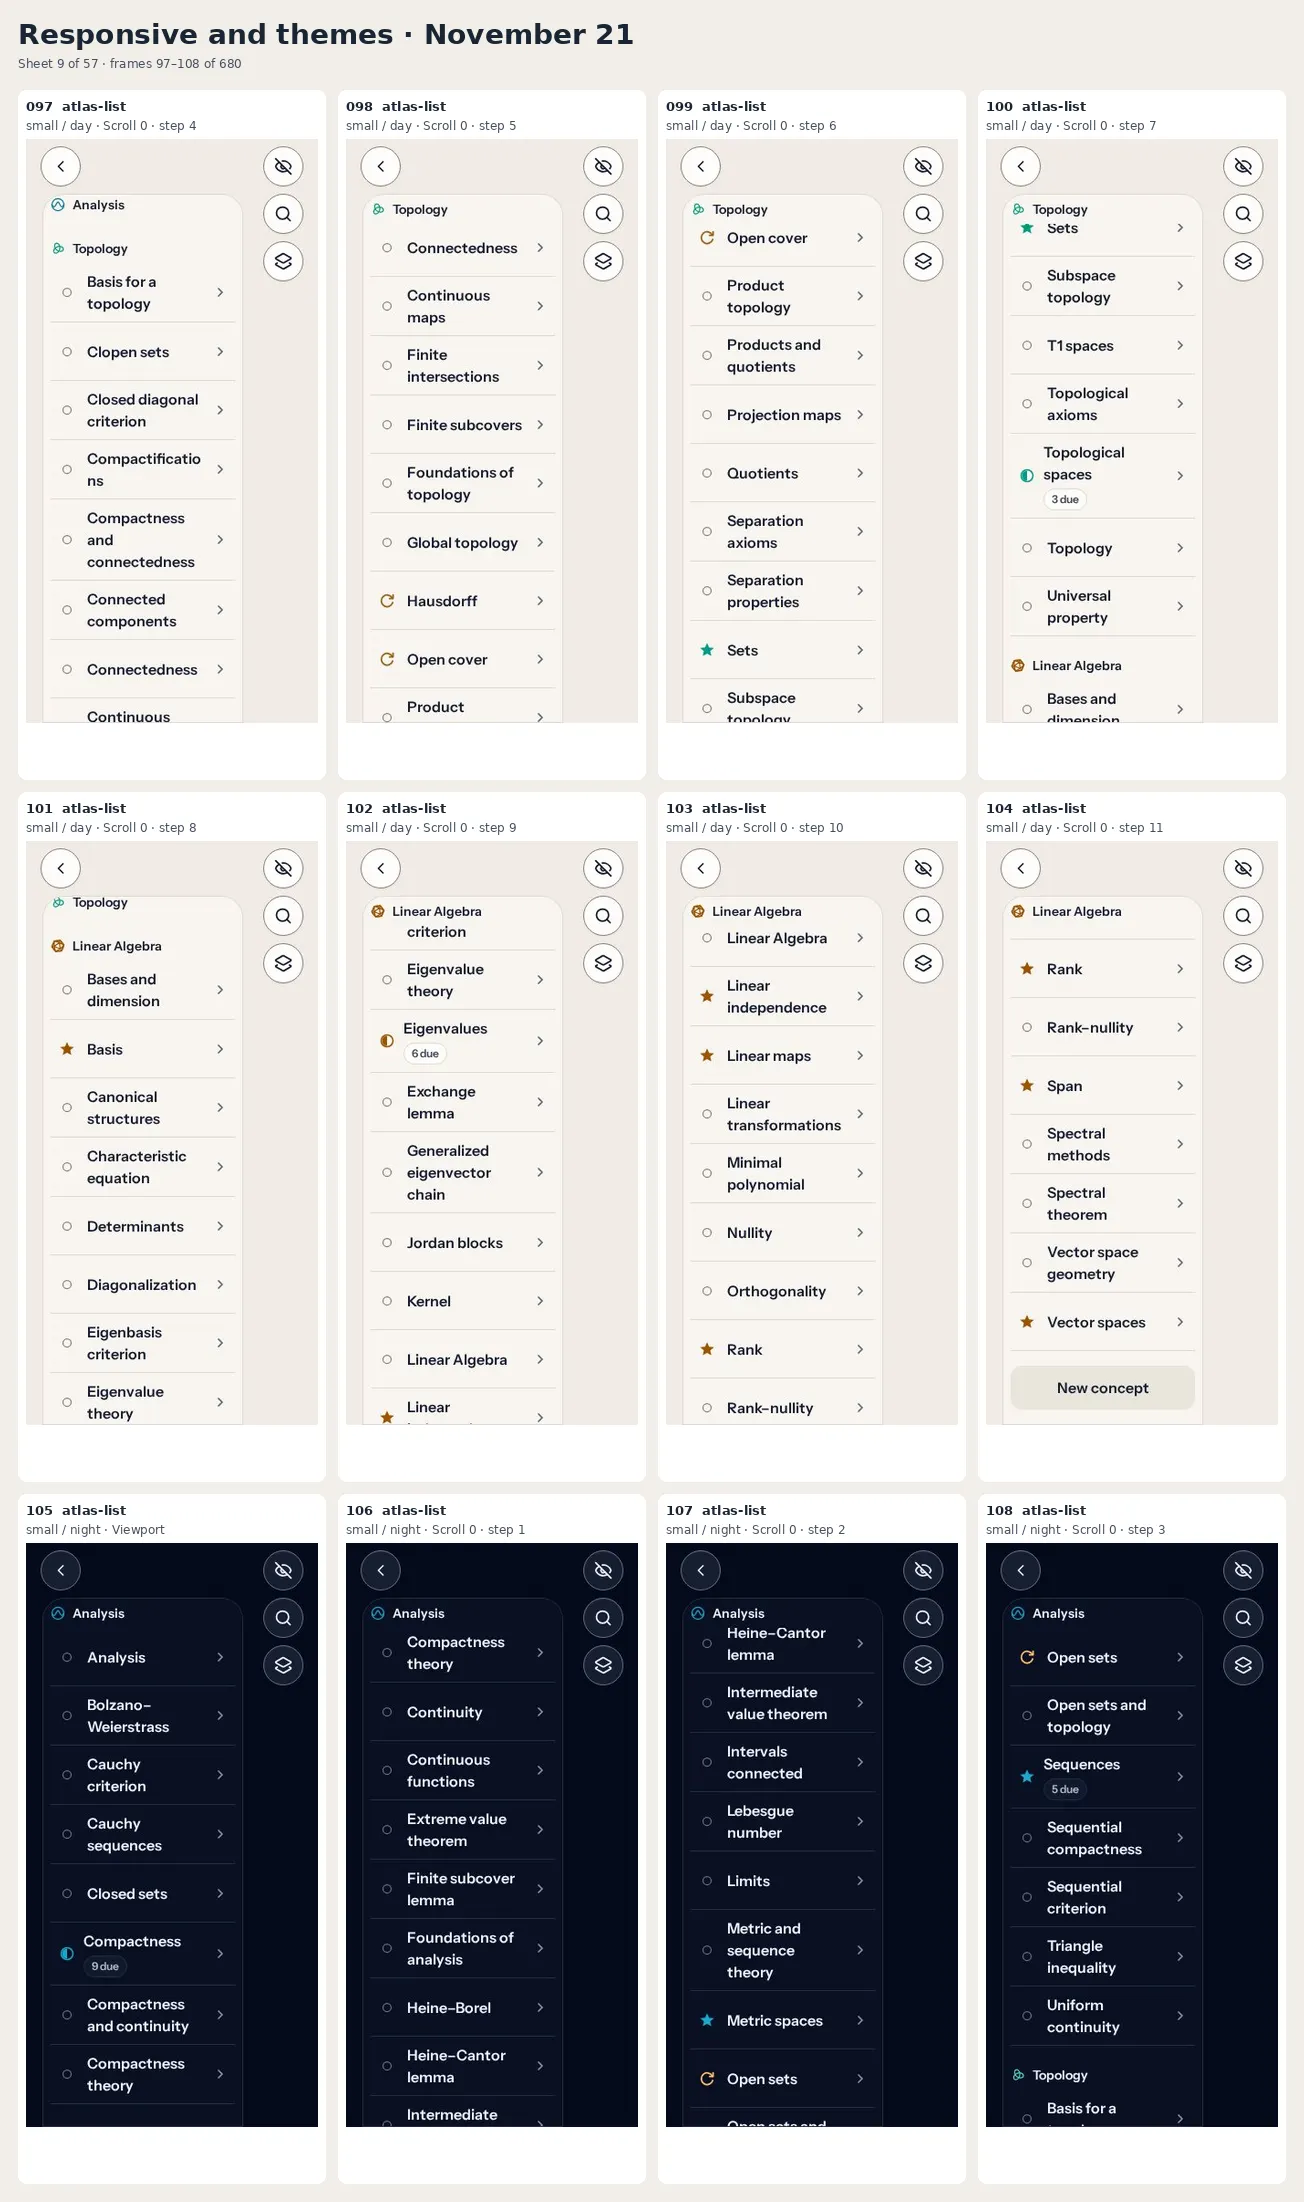 Responsive and themes · November 21
Sheet 9 of 57 · frames 97–108 of 680
097 atlas-list
small / day · Scroll 0 · step 4
Analysis
Topology
Basis for a
topology
Clopen sets
Closed diagonal
criterion
Compactificatio
ns
Compactness
and
connectedness
Connected
components
Connectedness
Continuous
098 atlas-list
small / day · Scroll 0 · step 5
Topology
Connectedness
Continuous
maps
Finite
intersections
Finite subcovers
Foundations of
topology
Global topology
Hausdorff
Open cover
Product
099 atlas-list
small / day · Scroll 0 · step 6
Topology
Open cover
Product
topology
Products and
quotients
Projection maps
Quotients
Separation
axioms
Separation
properties
Sets
Subspace
topology
100 atlas-list
small / day · Scroll 0 · step 7
Topology
Sets
Subspace
topology
T1 spaces
Topological
axioms
Topological
spaces
3 due
Topology
Universal
property
Linear Algebra
Bases and
dimension
101 atlas-list
small / day · Scroll 0 · step 8
Topology
Linear Algebra
Bases and
dimension
Basis
Canonical
structures
Characteristic
equation
Determinants
Diagonalization
Eigenbasis
criterion
Eigenvalue
theory
102 atlas-list
small / day · Scroll 0 · step 9
Linear Algebra
criterion
Eigenvalue
theory
Eigenvalues
6 due
Exchange
lemma
Generalized
eigenvector
chain
Jordan blocks
Kernel
Linear Algebra
Linear
103 atlas-list
small / day · Scroll 0 · step 10
Linear Algebra
Linear Algebra
Linear
independence
Linear maps
Linear
transformations
Minimal
polynomial
Nullity
Orthogonality
Rank
Rank–nullity
104 atlas-list
small / day · Scroll 0 · step 11
Linear Algebra
Rank
Rank–nullity
Span
Spectral
methods
Spectral
theorem
Vector space
geometry
Vector spaces
New concept
105 atlas-list
small / night · Viewport
Analysis
Analysis
Bolzano–
Weierstrass
Cauchy
criterion
Cauchy
sequences
Closed sets
Compactness
9 due
Compactness
and continuity
Compactness
theory
106 atlas-list
small / night · Scroll 0 · step 1
Analysis
Compactness
theory
Continuity
Continuous
functions
Extreme value
theorem
Finite subcover
lemma
Foundations of
analysis
Heine–Borel
Heine–Cantor
lemma
Intermediate
107 atlas-list
small / night · Scroll 0 · step 2
Analysis
Heine–Cantor
lemma
Intermediate
value theorem
Intervals
connected
Lebesgue
number
Limits
Metric and
sequence
theory
Metric spaces
Open sets
Open sets and
108 atlas-list
small / night · Scroll 0 · step 3
Analysis
Open sets
Open sets and
topology
Sequences
5 due
Sequential
compactness
Sequential
criterion
Triangle
inequality
Uniform
continuity
Topology
Basis for a